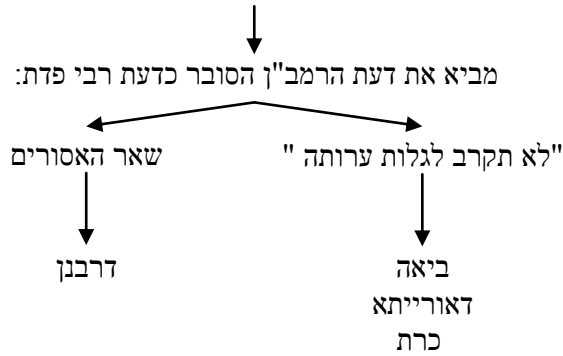 מביא את דעת הרמב"ן הסובר כדעת רבי פדת:
"לא תקרב לגלות ערותה "
שאר האסורים
ביאה
דאורייתא
כרת
דרבנן